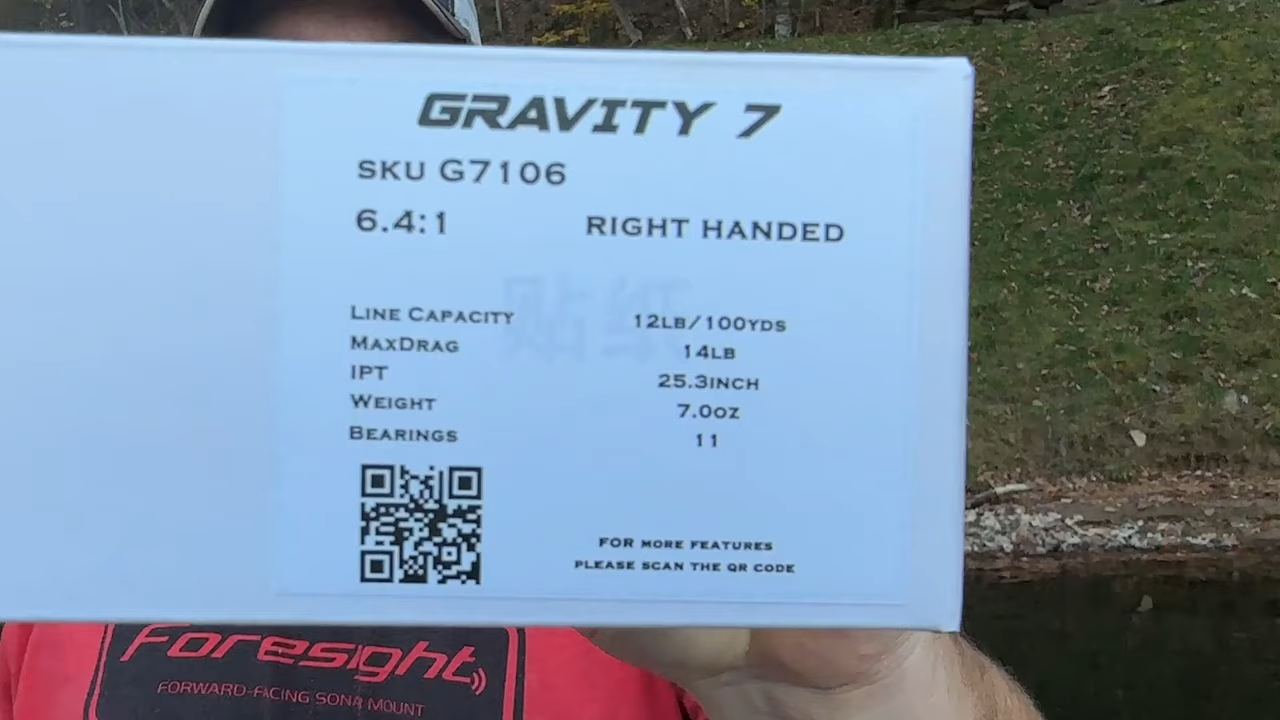 GRAVITY 7
SKU G7106
6.4:1 RIGHT HANDED
贴纸
LINE CAPACITY 12LB/100YDS
MAXDRAG 14LB
IPT 25.3INCH
WEIGHT 7.0OZ
BEARINGS 11
FOR MORE FEATURES
PLEASE SCAN THE QR CODE
Foresight
FORWARD-FACING SONAR MOUNT